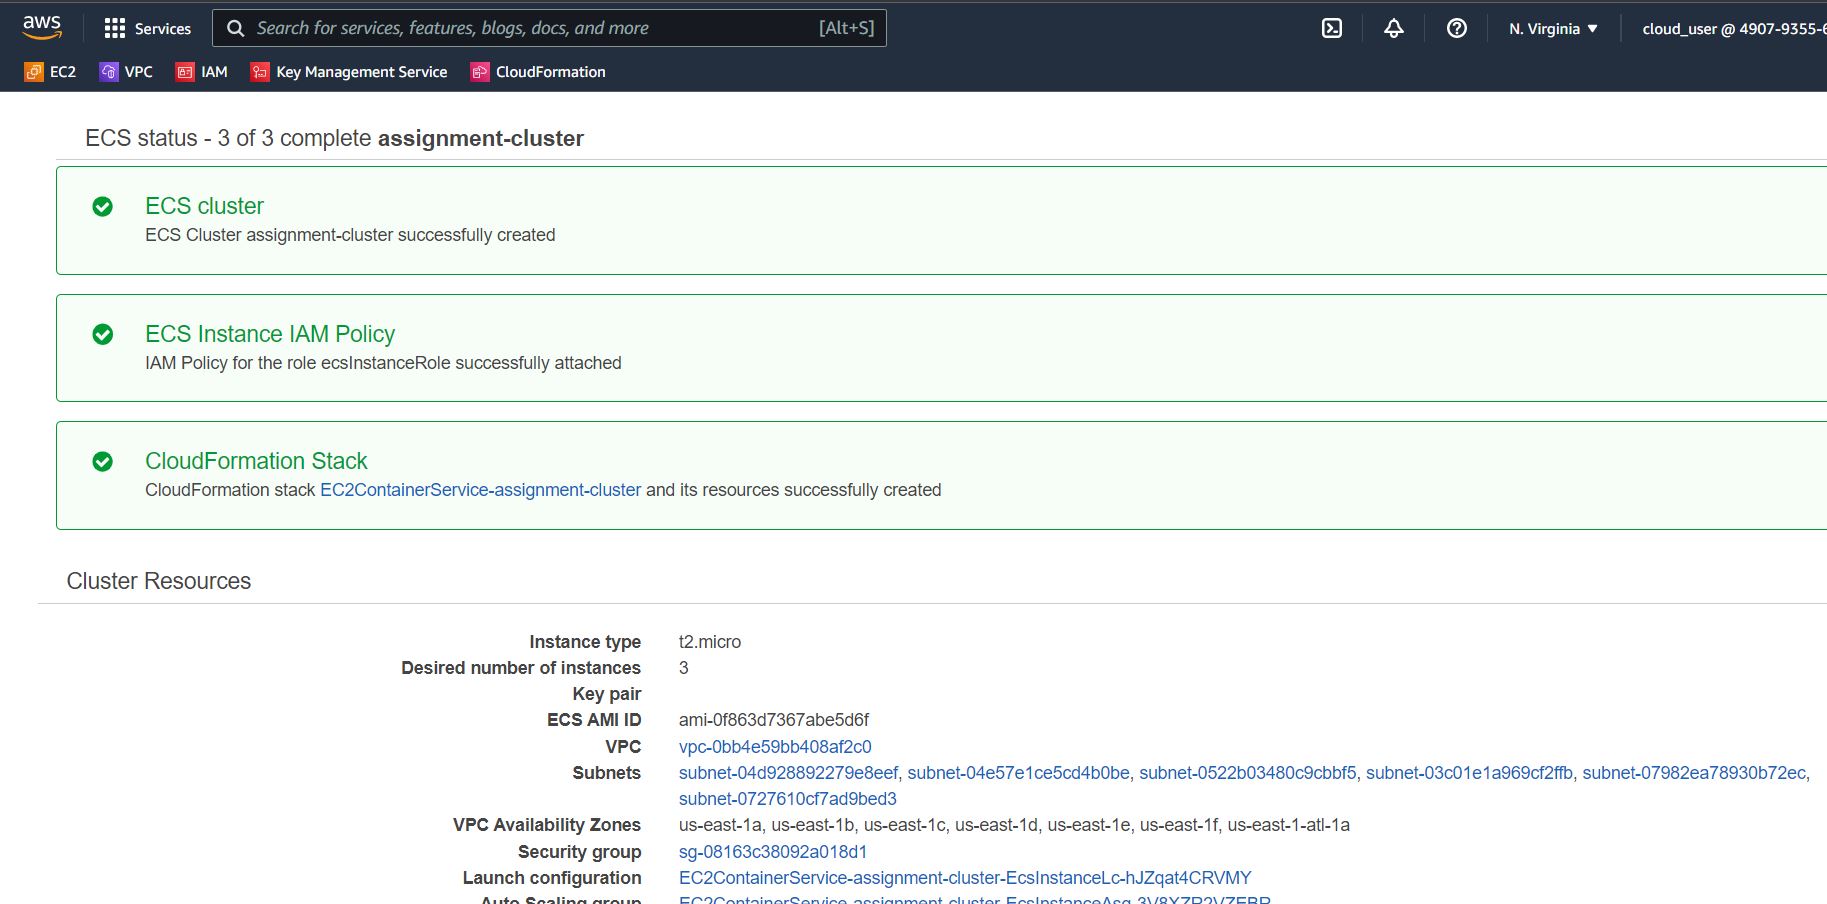 aws Services Search for services, features, blogs, docs, and more [Alt+S] N. Virginia cloud_user @ 4907-9355-6
EC2 VPC IAM Key Management Service CloudFormation
ECS status - 3 of 3 complete assignment-cluster
ECS cluster
ECS Cluster assignment-cluster successfully created
ECS Instance IAM Policy
IAM Policy for the role ecsInstanceRole successfully attached
CloudFormation Stack
CloudFormation stack EC2ContainerService-assignment-cluster and its resources successfully created
Cluster Resources
Instance type t2.micro
Desired number of instances 3
Key pair
ECS AMI ID ami-0f863d7367abe5d6f
VPC vpc-0bb4e59bb408af2c0
Subnets subnet-04d928892279e8eef, subnet-04e57e1ce5cd4b0be, subnet-0522b03480c9cbbf5, subnet-03c01e1a969cf2ffb, subnet-07982ea78930b72ec,
subnet-0727610cf7ad9bed3
VPC Availability Zones us-east-1a, us-east-1b, us-east-1c, us-east-1d, us-east-1e, us-east-1f, us-east-1-atl-1a
Security group sg-08163c38092a018d1
Launch configuration EC2ContainerService-assignment-cluster-EcsInstanceLc-hJZqat4CRVMY
Auto Scaling group